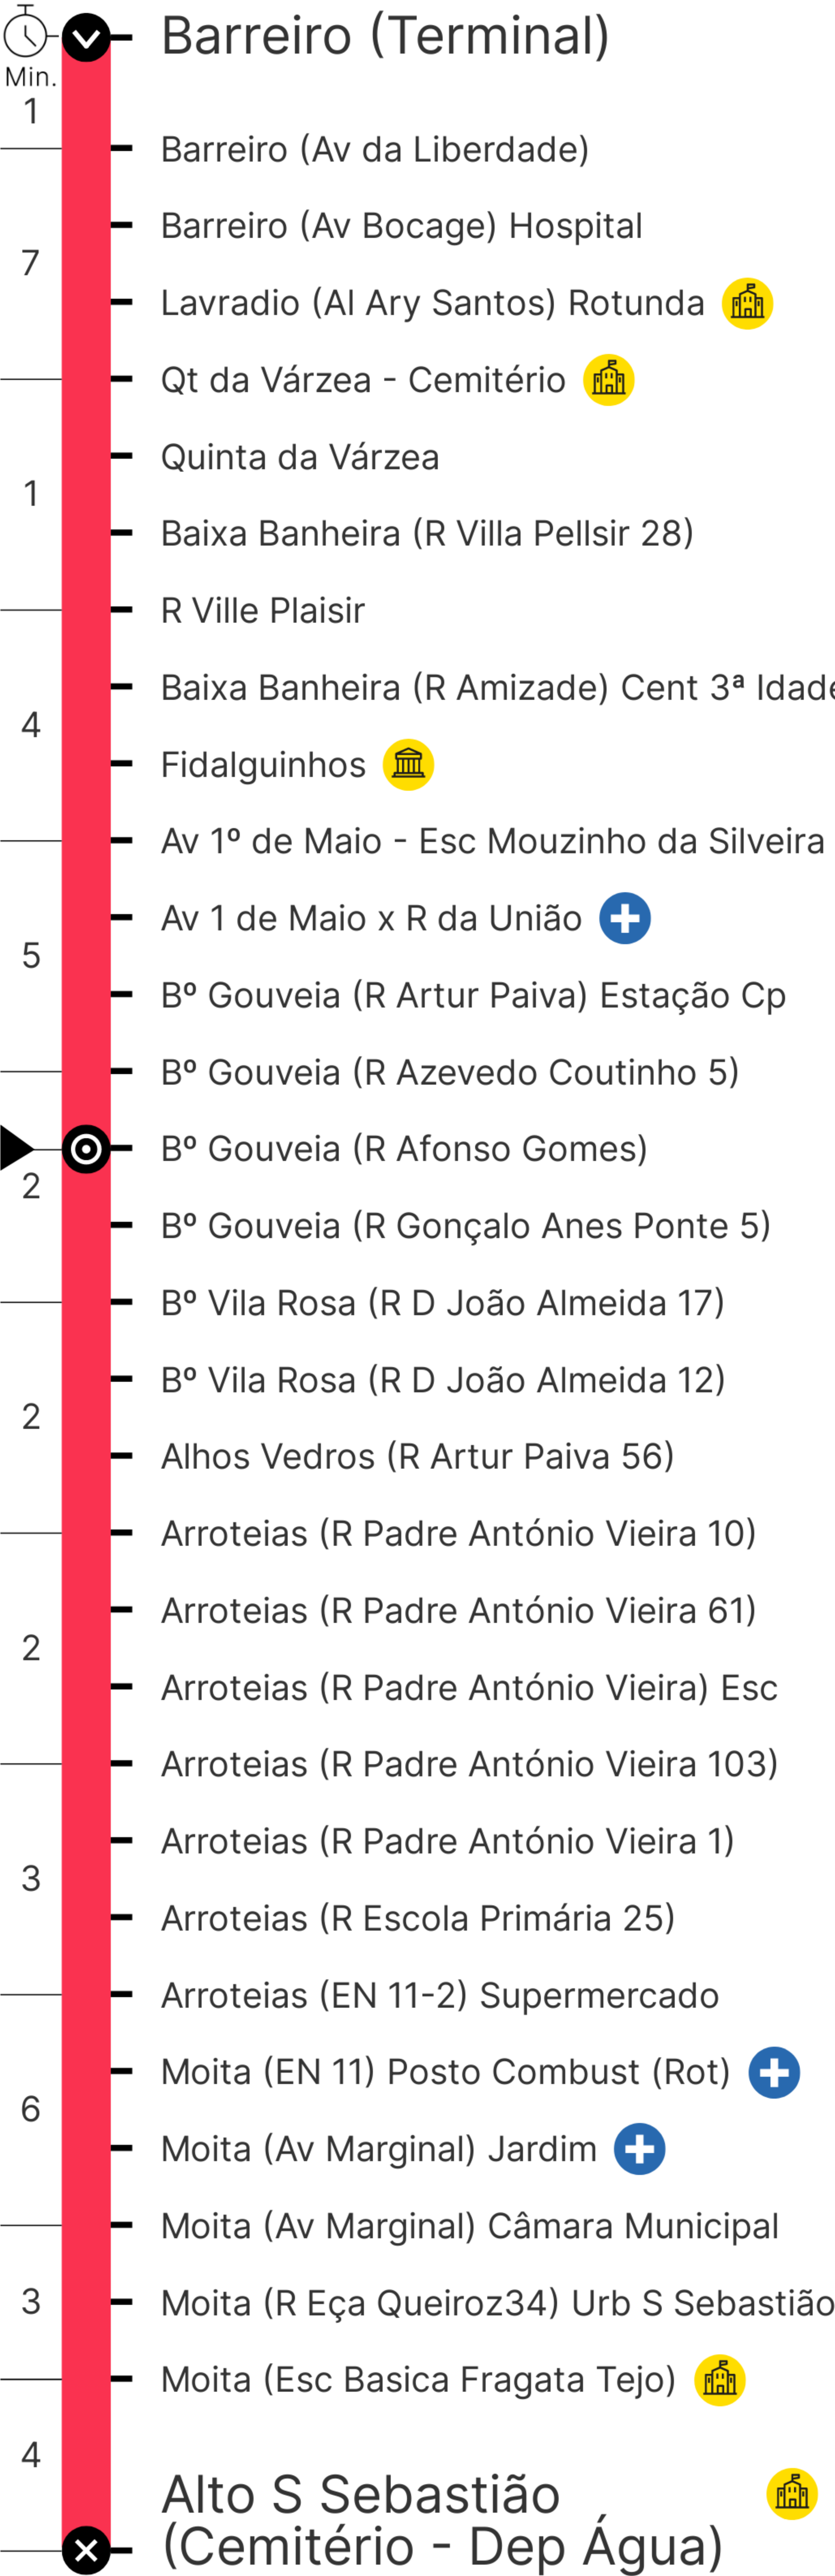 Barreiro (Terminal)
Min.
1
Barreiro (Av da Liberdade)
Barreiro (Av Bocage) Hospital
7
Lavradio (Al Ary Santos) Rotunda
Qt da Várzea - Cemitério
Quinta da Várzea
1
Baixa Banheira (R Villa Pellsir 28)
R Ville Plaisir
Baixa Banheira (R Amizade) Cent 3ª Idade
4
Fidalguinhos
Av 1º de Maio - Esc Mouzinho da Silveira
Av 1 de Maio x R da União
5
Bº Gouveia (R Artur Paiva) Estação Cp
Bº Gouveia (R Azevedo Coutinho 5)
Bº Gouveia (R Afonso Gomes)
2
Bº Gouveia (R Gonçalo Anes Ponte 5)
Bº Vila Rosa (R D João Almeida 17)
Bº Vila Rosa (R D João Almeida 12)
2
Alhos Vedros (R Artur Paiva 56)
Arroteias (R Padre António Vieira 10)
Arroteias (R Padre António Vieira 61)
2
Arroteias (R Padre António Vieira) Esc
Arroteias (R Padre António Vieira 103)
Arroteias (R Padre António Vieira 1)
3
Arroteias (R Escola Primária 25)
Arroteias (EN 11-2) Supermercado
Moita (EN 11) Posto Combust (Rot)
6
Moita (Av Marginal) Jardim
Moita (Av Marginal) Câmara Municipal
3
Moita (R Eça Queiroz34) Urb S Sebastião
Moita (Esc Basica Fragata Tejo)
4
Alto S Sebastião
(Cemitério - Dep Água)